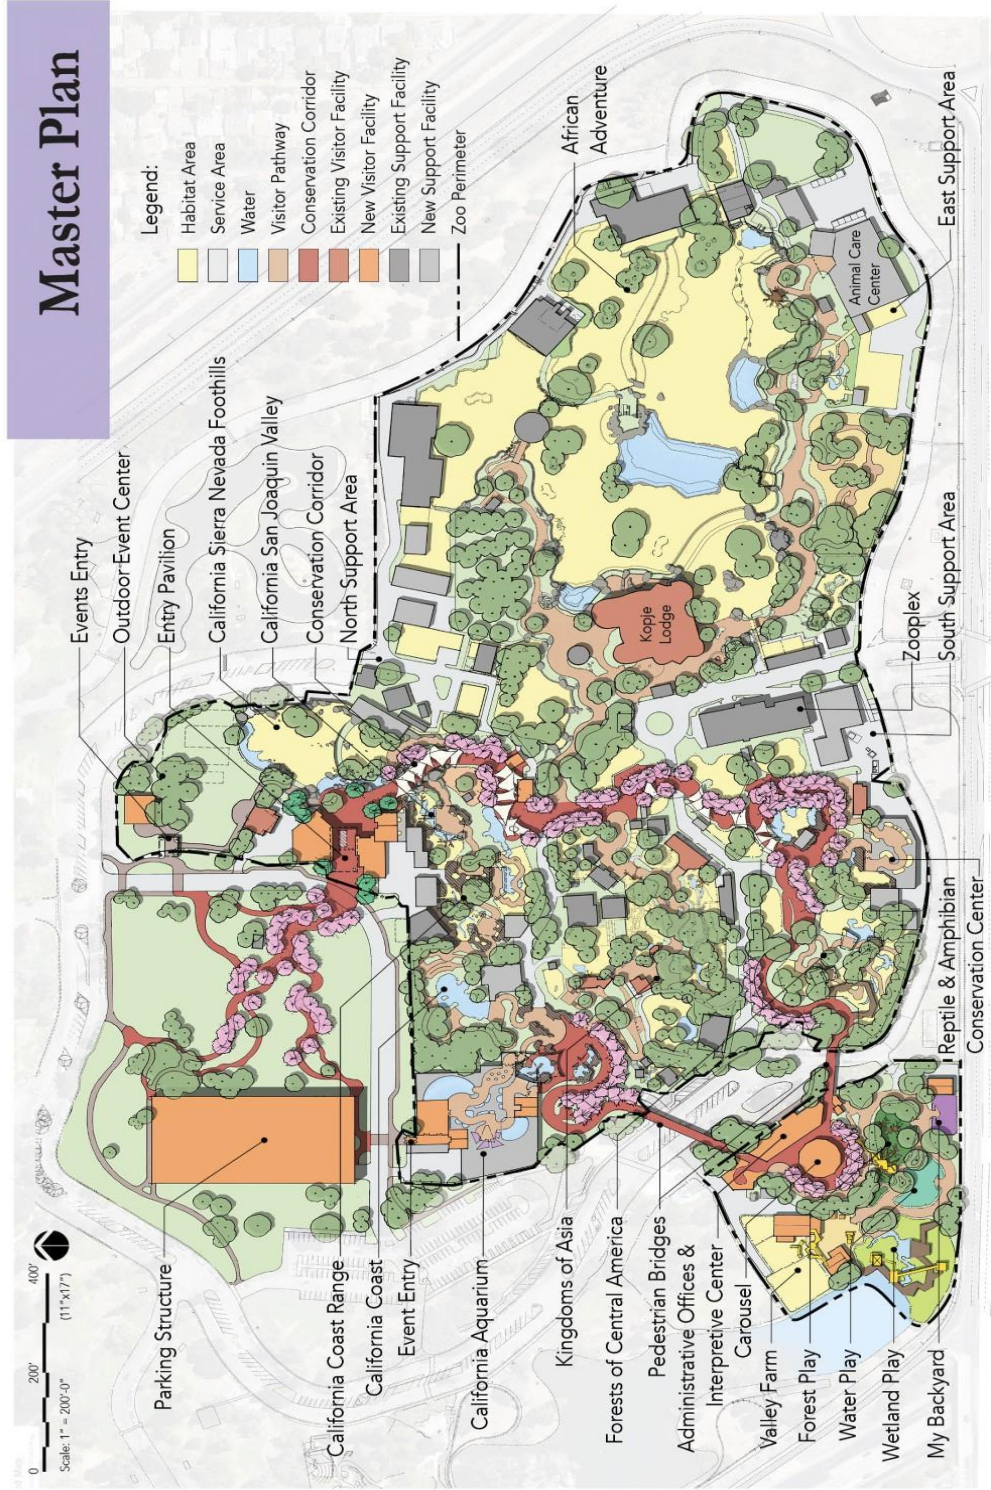 Master Plan
Legend:
Habitat Area
Service Area
Water
Visitor Pathway
Conservation Corridor
Existing Visitor Facility
New Visitor Facility
Existing Support Facility
New Support Facility
Zoo Perimeter
Events Entry
Outdoor Event Center
Entry Pavilion
California Sierra Nevada Foothills
California San Joaquin Valley
Conservation Corridor
North Support Area
African
Adventure
East Support Area
Animal Care
Center
Kopje
Lodge
Zooplex
South Support Area
Reptile & Amphibian
Conservation Center
Parking Structure
California Coast Range
California Coast
Event Entry
California Aquarium
Kingdoms of Asia
Forests of Central America
Pedestrian Bridges
Administrative Offices &
Interpretive Center
Carousel
Valley Farm
Forest Play
Water Play
Wetland Play
My Backyard
0 200' 400'
Scale: 1" = 200'-0" (11"x17")